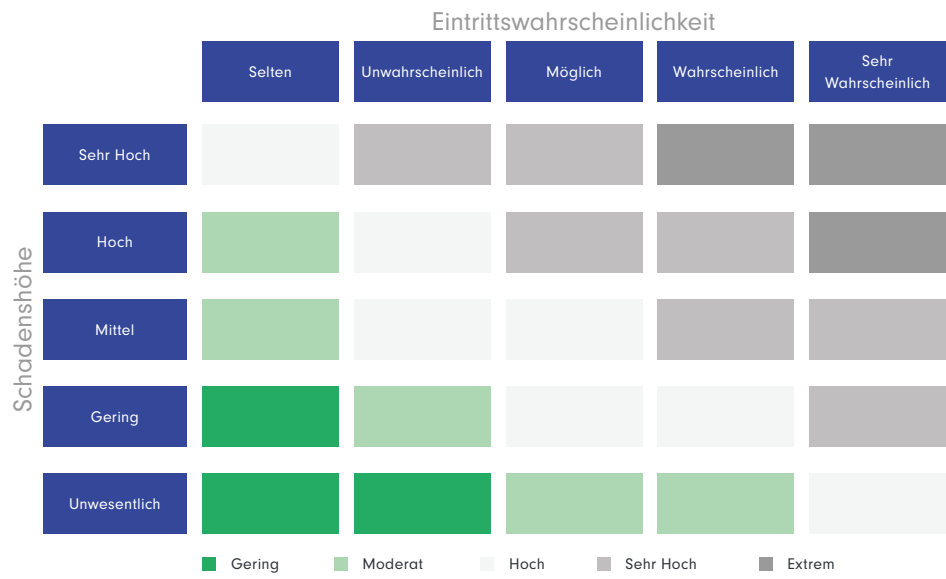 Eintrittswahrscheinlichkeit
Selten
Unwahrscheinlich
Möglich
Wahrscheinlich
Sehr
Wahrscheinlich
Schadenshöhe
Sehr Hoch
Hoch
Mittel
Gering
Unwesentlich
Gering
Moderat
Hoch
Sehr Hoch
Extrem